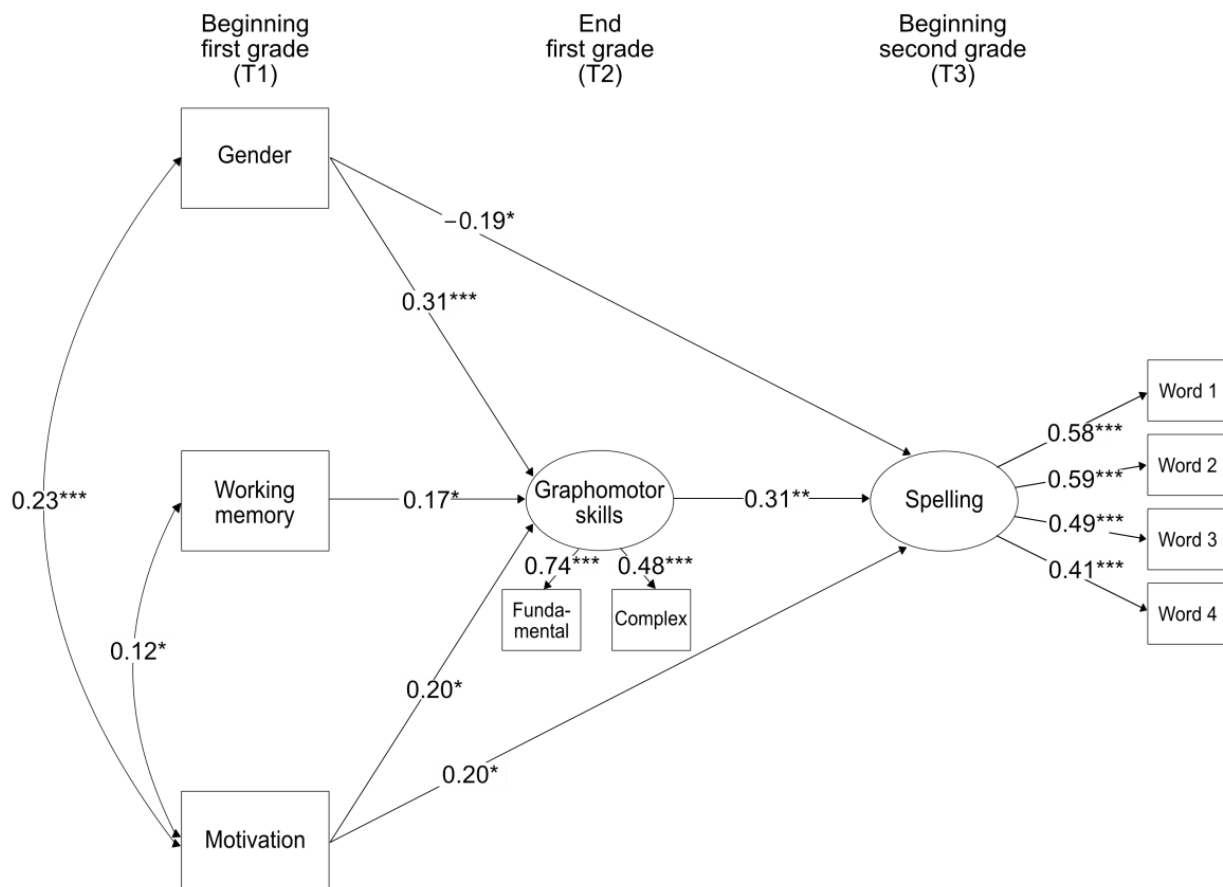 Beginning
first grade
(T1)
End
first grade
(T2)
Beginning
second grade
(T3)
Gender
−0.19*
0.31***
Word 1
0.58***
Word 2
0.59***
0.23***
Working
memory
0.17*
Graphomotor
skills
0.31**
Spelling
0.49***
Word 3
0.41***
Word 4
0.74***
0.48***
Funda-
mental
Complex
0.12*
0.20*
0.20*
Motivation